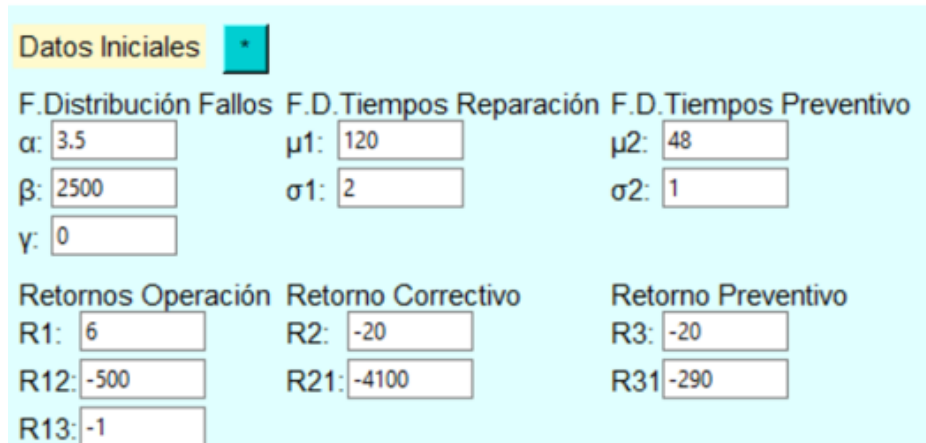 Datos Iniciales *
F.Distribución Fallos F.D.Tiempos Reparación F.D.Tiempos Preventivo
α: 3.5 μ1: 120 μ2: 48
β: 2500 σ1: 2 σ2: 1
γ: 0
Retornos Operación Retorno Correctivo Retorno Preventivo
R1: 6 R2: -20 R3: -20
R12: -500 R21: -4100 R31 -290
R13: -1